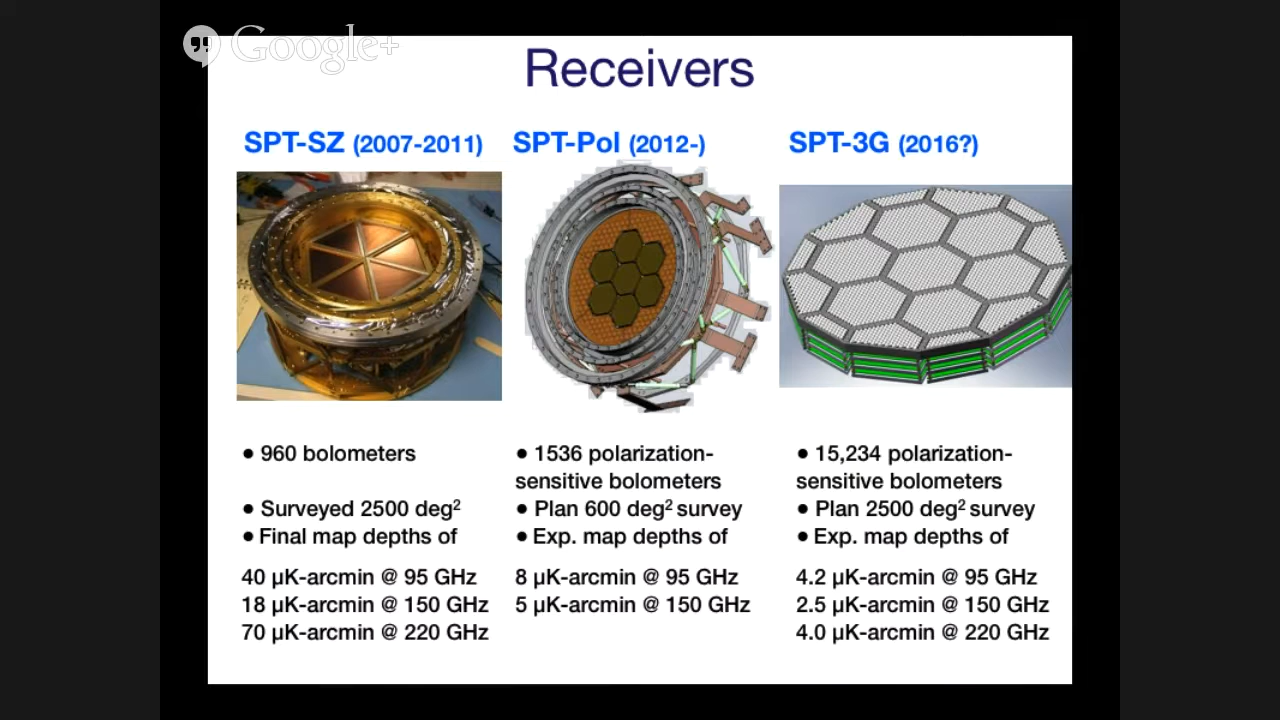 Google+
Receivers
SPT-SZ (2007-2011)
SPT-Pol (2012-)
SPT-3G (2016?)
• 960 bolometers
• Surveyed 2500 deg²
• Final map depths of
40 µK-arcmin @ 95 GHz
18 µK-arcmin @ 150 GHz
70 µK-arcmin @ 220 GHz
• 1536 polarization-
sensitive bolometers
• Plan 600 deg² survey
• Exp. map depths of
8 µK-arcmin @ 95 GHz
5 µK-arcmin @ 150 GHz
• 15,234 polarization-
sensitive bolometers
• Plan 2500 deg² survey
• Exp. map depths of
4.2 µK-arcmin @ 95 GHz
2.5 µK-arcmin @ 150 GHz
4.0 µK-arcmin @ 220 GHz